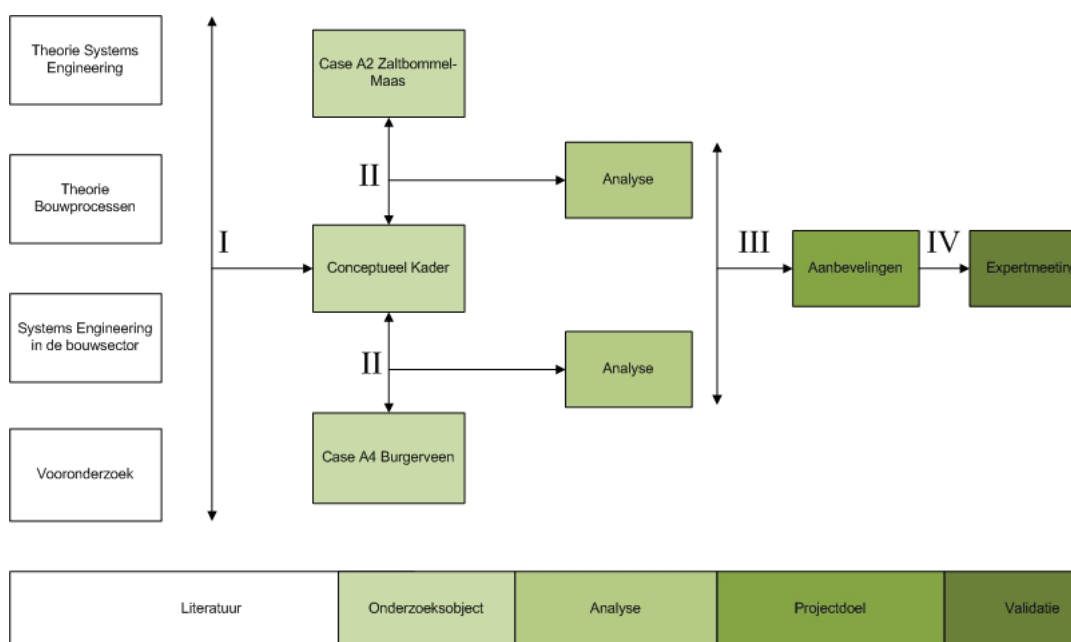 Theorie Systems
Engineering
Theorie
Bouwprocessen
Systems Engineering
in de bouwsector
Vooronderzoek
I
Case A2 Zaltbommel-
Maas
II
Conceptueel Kader
II
Case A4 Burgerveen
Analyse
Analyse
III
Aanbevelingen
IV
Expertmeeting
Literatuur
Onderzoeksobject
Analyse
Projectdoel
Validatie